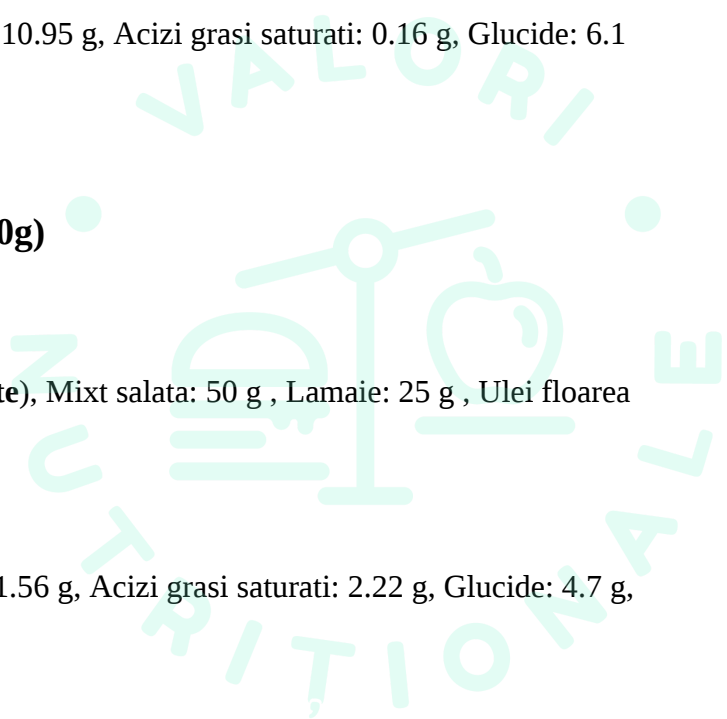 10.95 g, Acizi grasi saturati: 0.16 g, Glucide: 6.1
VALORI
0g)
te), Mixt salata: 50 g , Lamaie: 25 g , Ulei floarea
1.56 g, Acizi grasi saturati: 2.22 g, Glucide: 4.7 g,
NUTRITIONALE